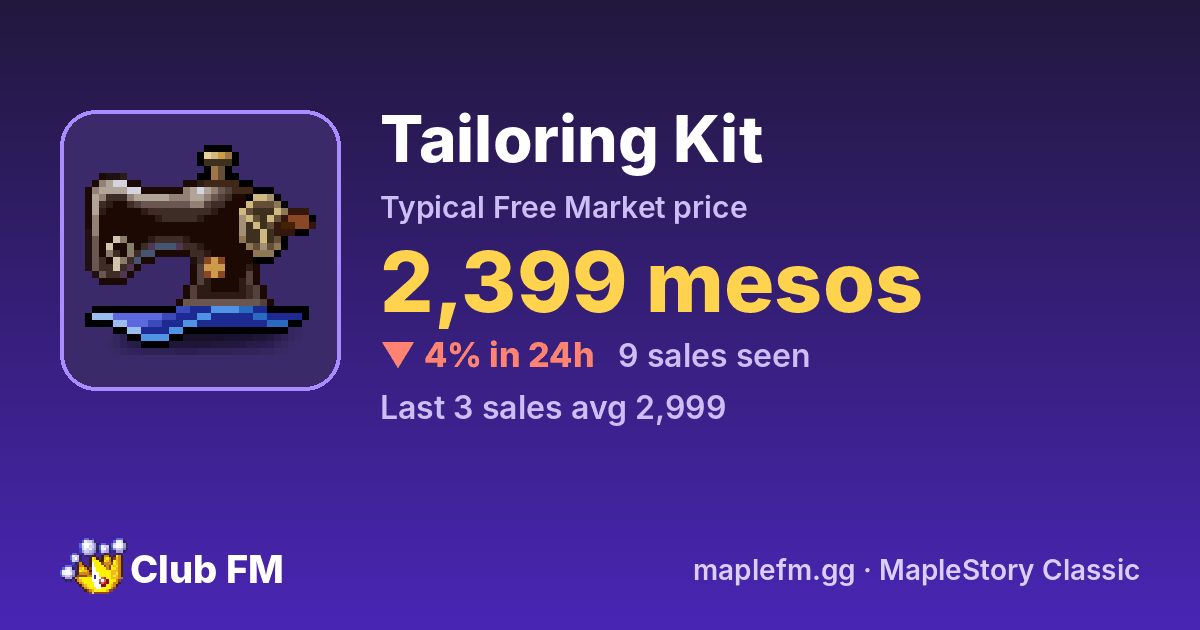 Tailoring Kit
Typical Free Market price
2,399 mesos
▼ 4% in 24h 9 sales seen
Last 3 sales avg 2,999
Club FM
maplefm.gg · MapleStory Classic